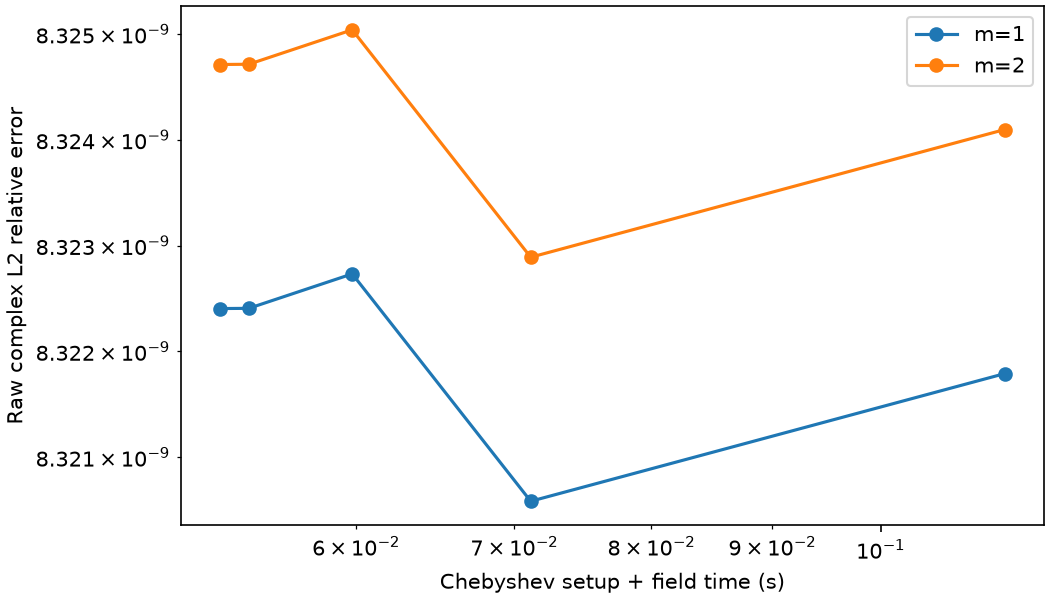 Raw complex L2 relative error
8.325 × 10⁻⁹
8.324 × 10⁻⁹
8.323 × 10⁻⁹
8.322 × 10⁻⁹
8.321 × 10⁻⁹
m=1
m=2
6 × 10⁻² 7 × 10⁻² 8 × 10⁻² 9 × 10⁻² 10⁻¹
Chebyshev setup + field time (s)